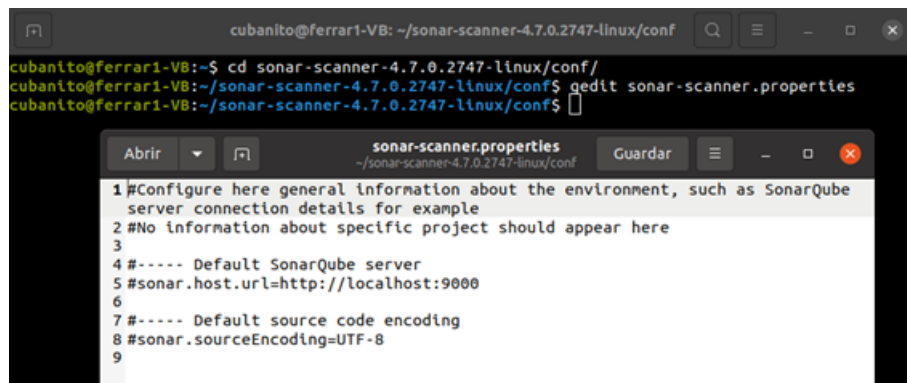 cubanito@ferrar1-VB: ~/sonar-scanner-4.7.0.2747-linux/conf
cubanito@ferrar1-VB:~$ cd sonar-scanner-4.7.0.2747-linux/conf/
cubanito@ferrar1-VB:~/sonar-scanner-4.7.0.2747-linux/conf$ gedit sonar-scanner.properties
cubanito@ferrar1-VB:~/sonar-scanner-4.7.0.2747-linux/conf$
Abrir
sonar-scanner.properties
~/sonar-scanner-4.7.0.2747-linux/conf
Guardar
1 #Configure here general information about the environment, such as SonarQube
server connection details for example
2 #No information about specific project should appear here
3
4 #----- Default SonarQube server
5 #sonar.host.url=http://localhost:9000
6
7 #----- Default source code encoding
8 #sonar.sourceEncoding=UTF-8
9